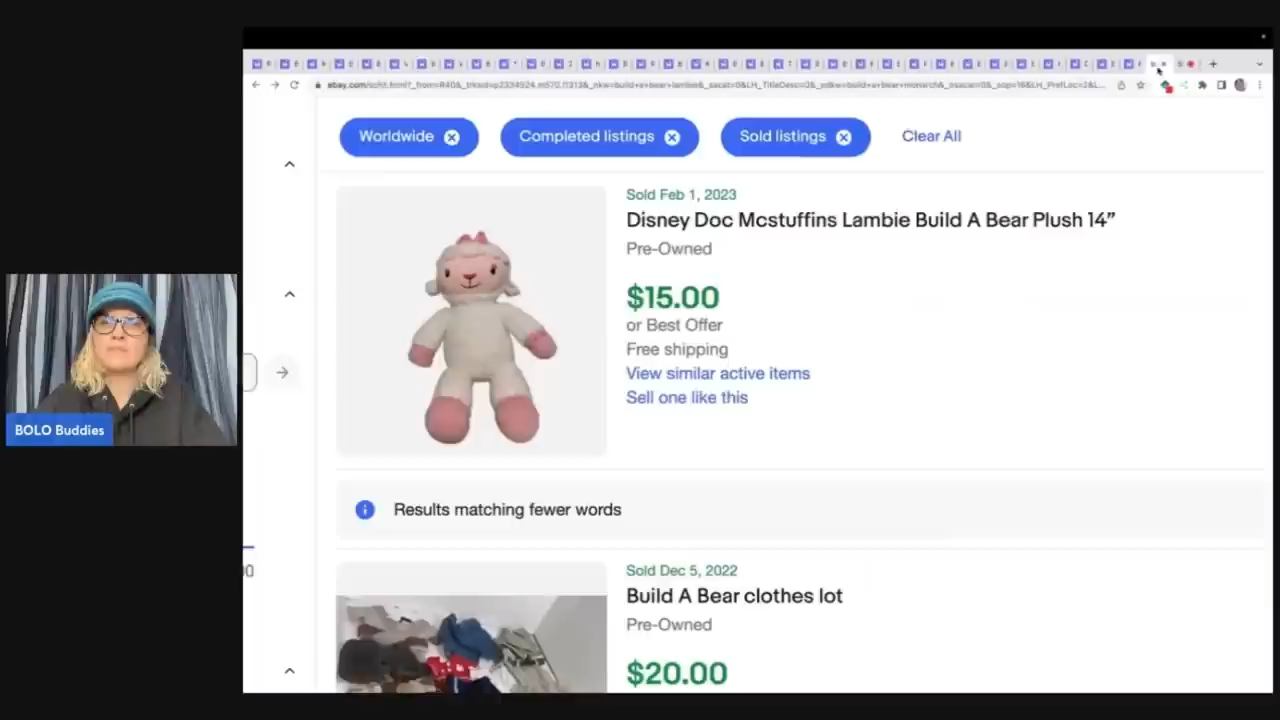 Worldwide
Completed listings
Sold listings
Clear All
Sold Feb 1, 2023
Disney Doc Mcstuffins Lambie Build A Bear Plush 14”
Pre-Owned
$15.00
or Best Offer
Free shipping
View similar active items
Sell one like this
Results matching fewer words
Sold Dec 5, 2022
Build A Bear clothes lot
Pre-Owned
$20.00
BOLO Buddies